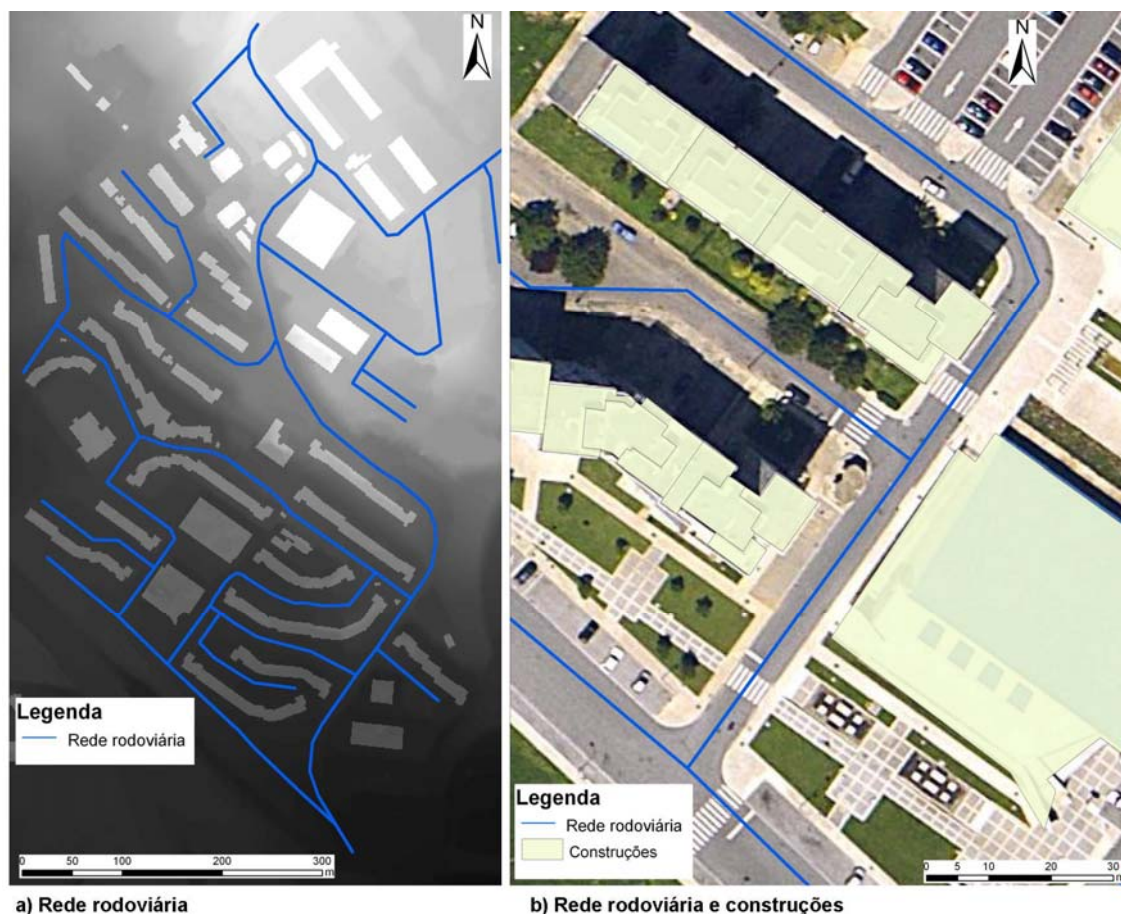 N
Legenda
Rede rodoviária
0 50 100 200 300
m
a) Rede rodoviária
N
Legenda
Rede rodoviária
Construções
0 5 10 20 30
m
b) Rede rodoviária e construções